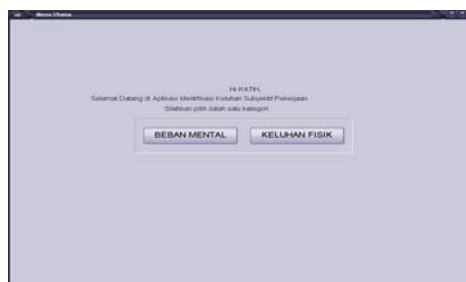 Menu Utama
Hi RATIH,
Selamat Datang di Aplikasi Identifikasi Keluhan Subyektif Pekerjaan
Silahkan pilih salah satu kategori
BEBAN MENTAL
KELUHAN FISIK